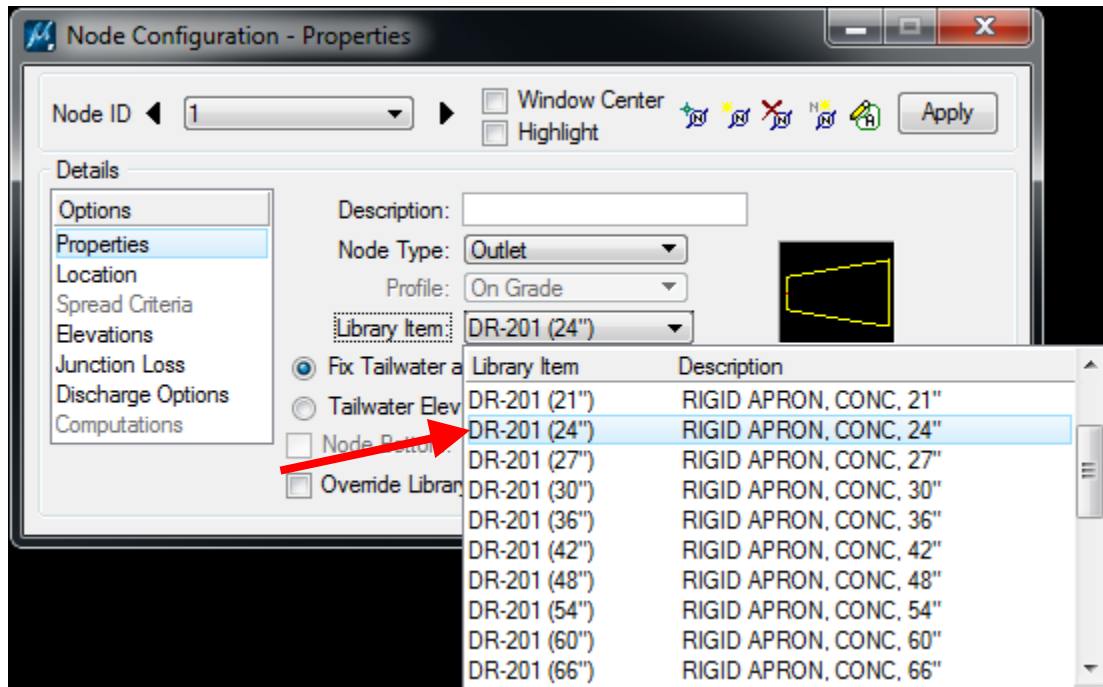 Node Configuration - Properties
Node ID 1 Window Center Apply
Highlight
Details
Options
Properties
Location
Spread Criteria
Elevations
Junction Loss
Discharge Options
Computations
Description:
Node Type: Outlet
Profile: On Grade
Library Item: DR-201 (24")
Fix Tailwater a
Tailwater Elev
Node Bottom:
Override Library
Library Item Description
DR-201 (21") RIGID APRON, CONC, 21"
DR-201 (24") RIGID APRON, CONC, 24"
DR-201 (27") RIGID APRON, CONC, 27"
DR-201 (30") RIGID APRON, CONC, 30"
DR-201 (36") RIGID APRON, CONC, 36"
DR-201 (42") RIGID APRON, CONC, 42"
DR-201 (48") RIGID APRON, CONC, 48"
DR-201 (54") RIGID APRON, CONC, 54"
DR-201 (60") RIGID APRON, CONC, 60"
DR-201 (66") RIGID APRON, CONC, 66"